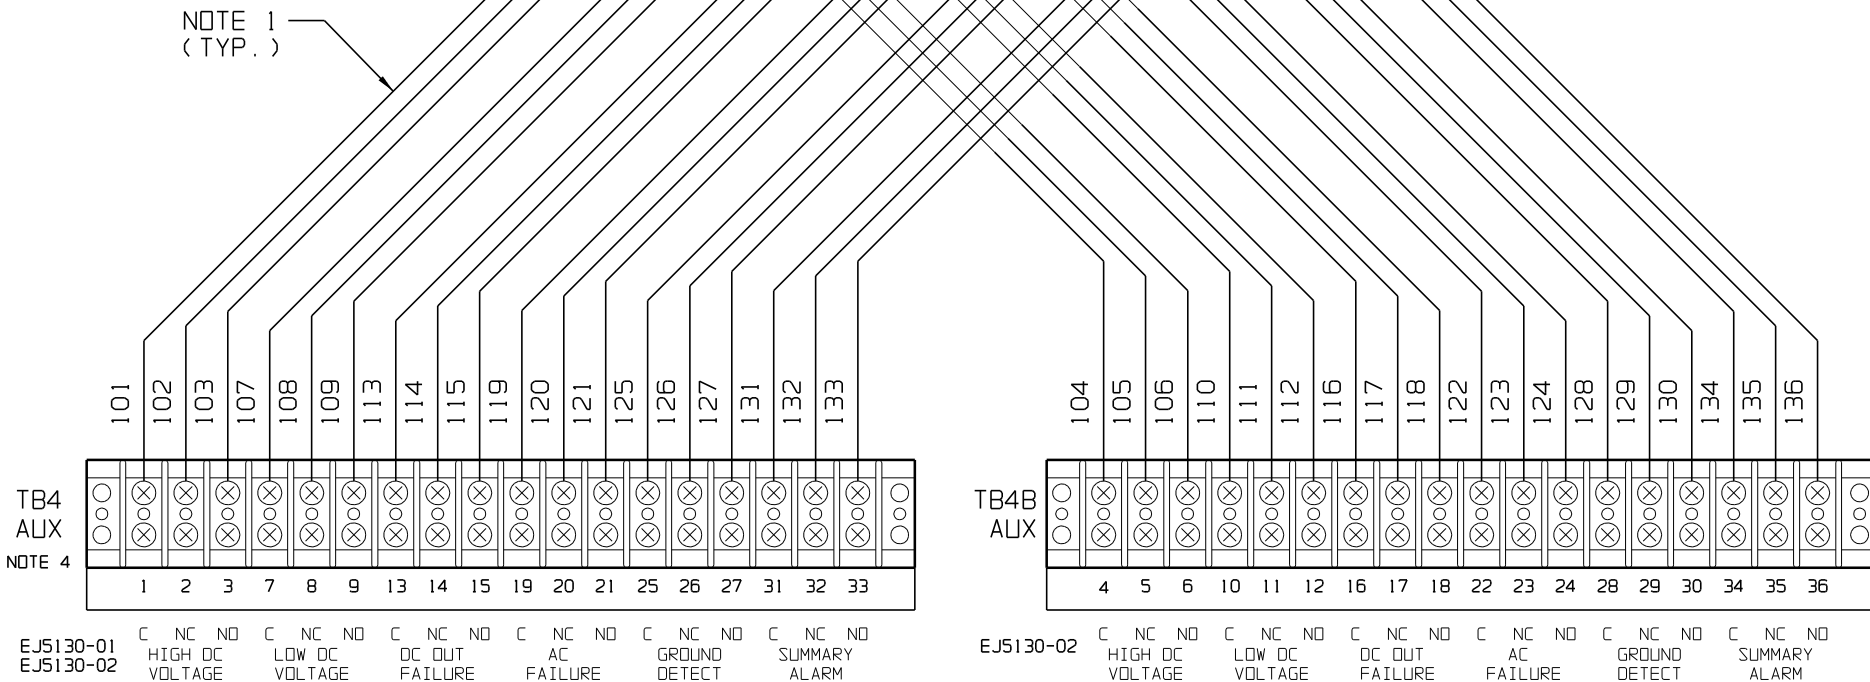 NOTE 1
(TYP.)
101 102 103 107 108 109 113 114 115 119 120 121 125 126 127 131 132 133
104 105 106 110 111 112 116 117 118 122 123 124 128 129 130 134 135 136
TB4
AUX
NOTE 4
TB4B
AUX
1 2 3 7 8 9 13 14 15 19 20 21 25 26 27 31 32 33
4 5 6 10 11 12 16 17 18 22 23 24 28 29 30 34 35 36
EJ5130-01
EJ5130-02
C NC NO C NC NO C NC NO C NC NO C NC NO C NC NO
HIGH DC
VOLTAGE
LOW DC
VOLTAGE
DC OUT
FAILURE
AC
FAILURE
GROUND
DETECT
SUMMARY
ALARM
EJ5130-02
C NC NO C NC NO C NC NO C NC NO C NC NO C NC NO
HIGH DC
VOLTAGE
LOW DC
VOLTAGE
DC OUT
FAILURE
AC
FAILURE
GROUND
DETECT
SUMMARY
ALARM